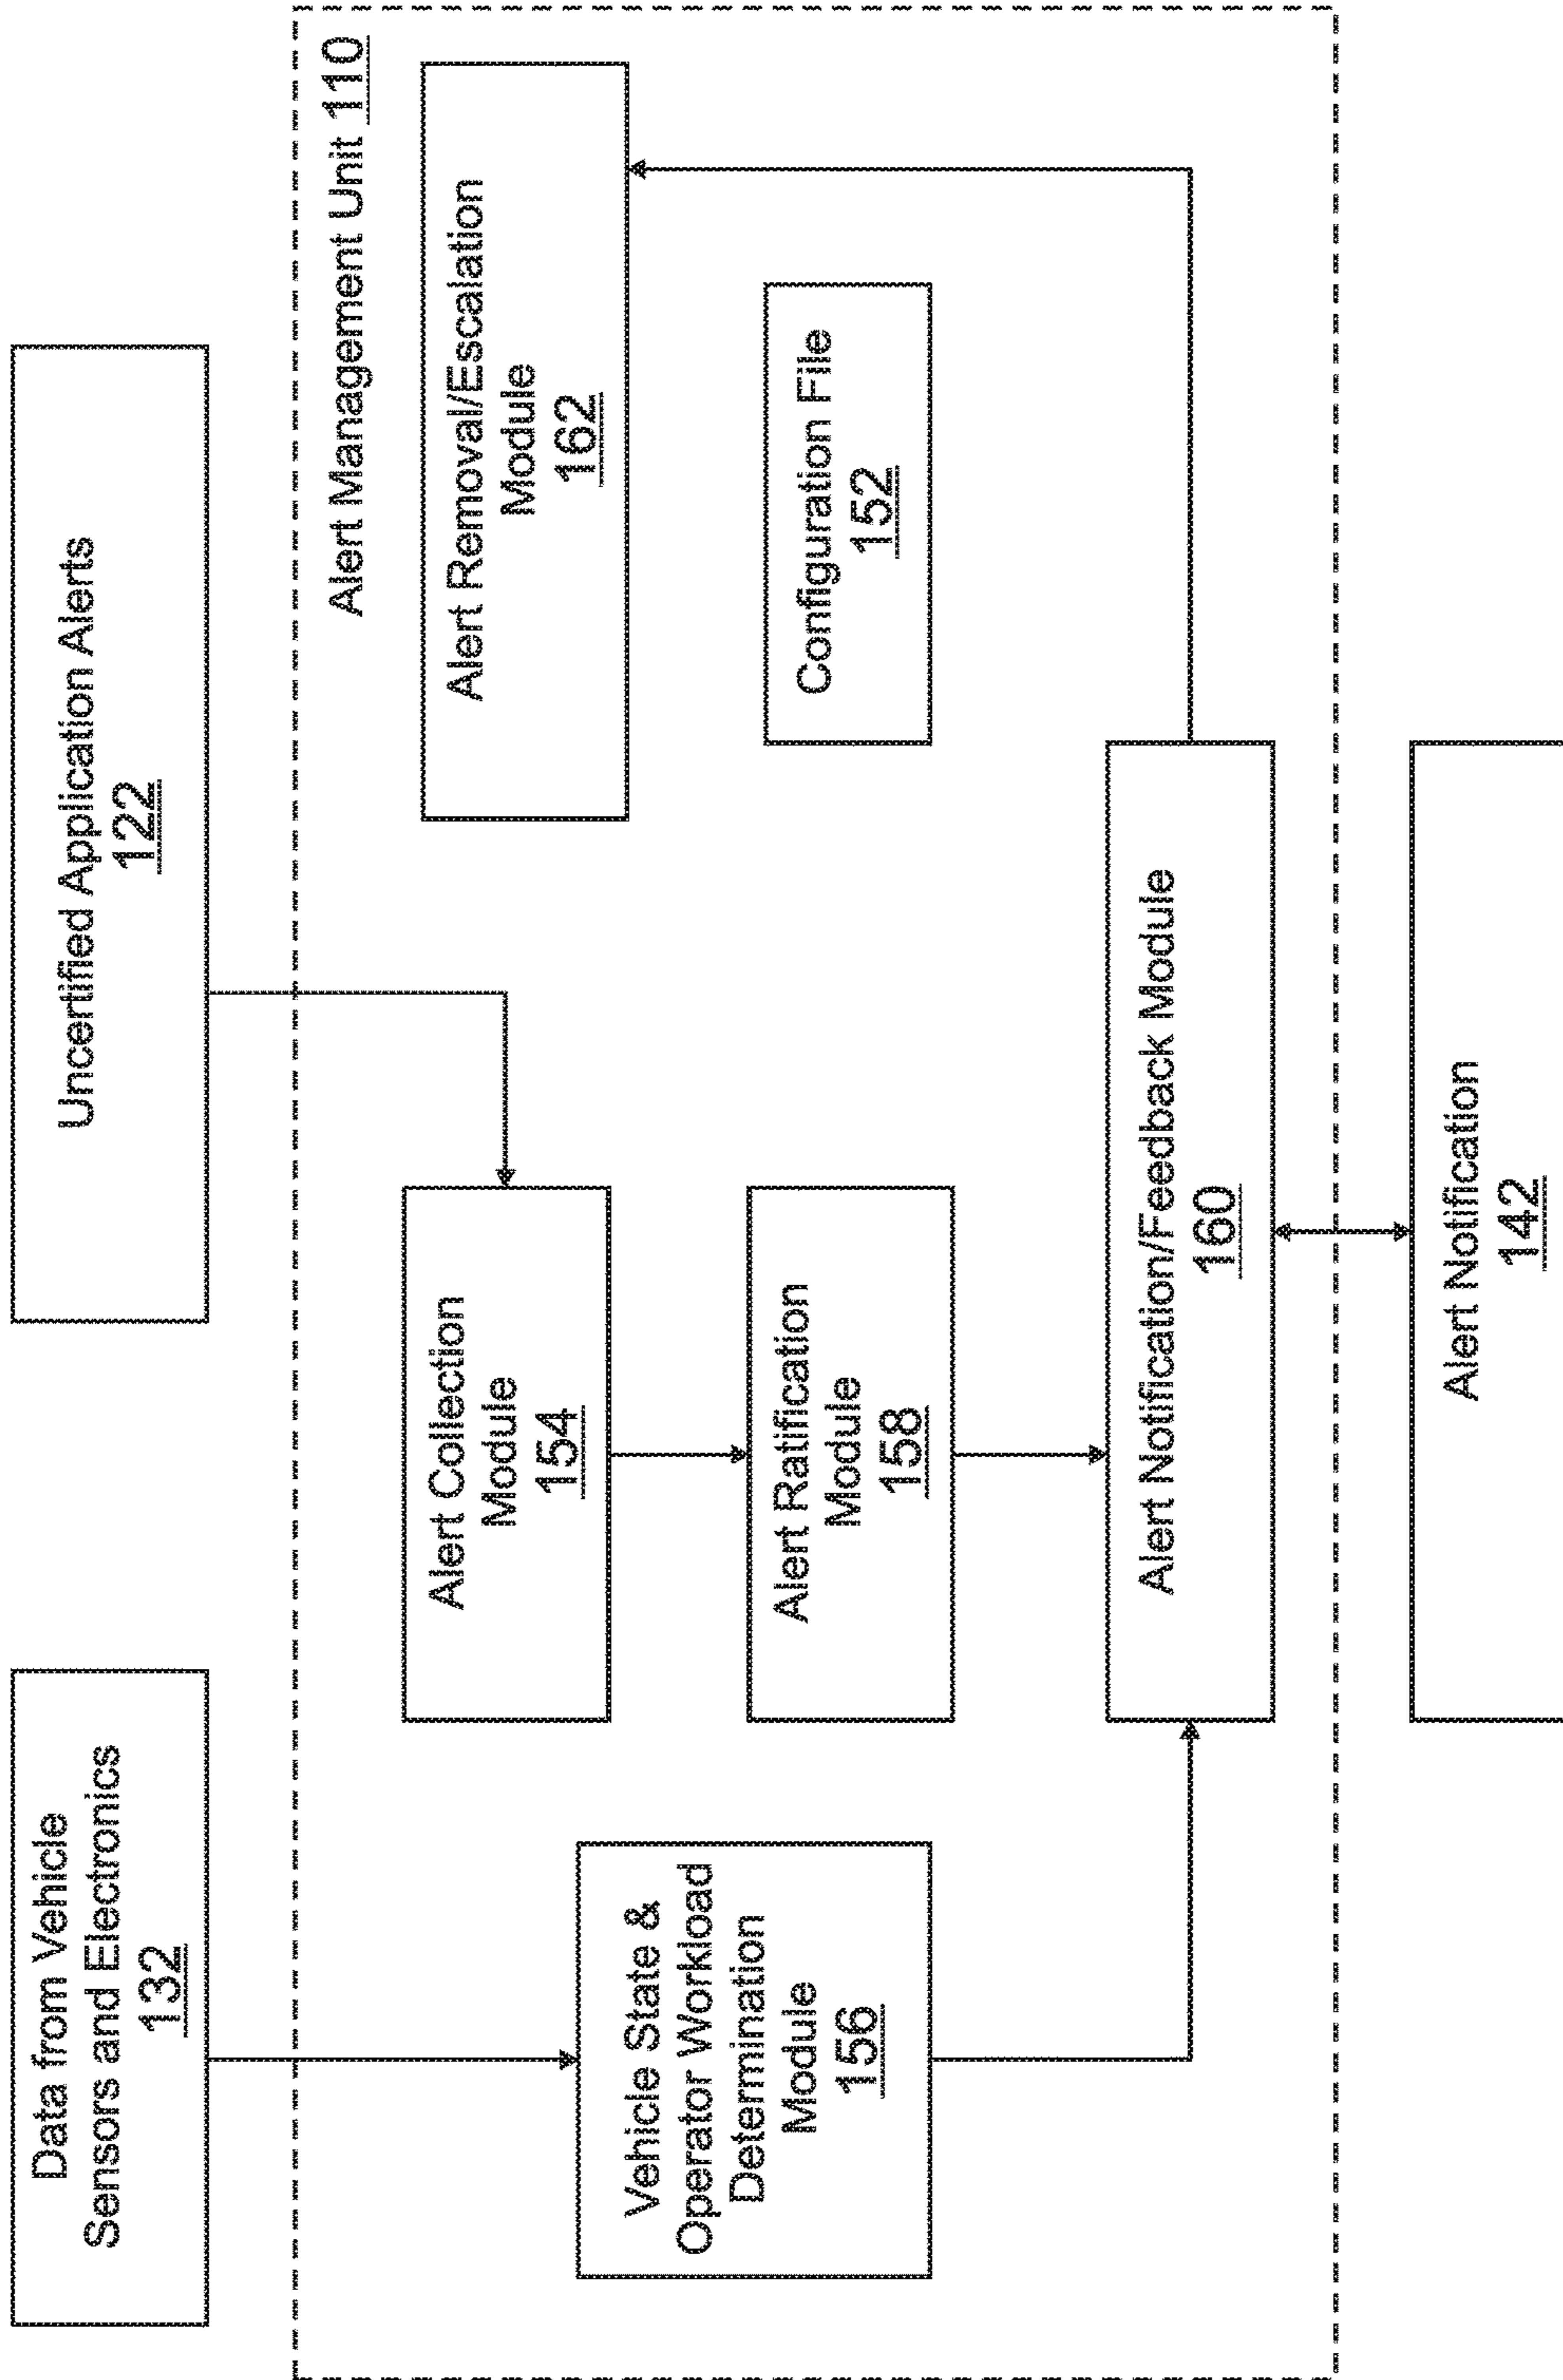 Data from Vehicle
Sensors and Electronics
132
Uncertified Application Alerts
122
Alert Management Unit 110
Alert Collection
Module
154
Alert Removal/Escalation
Module
162
Vehicle State &
Operator Workload
Determination
Module
156
Alert Ratification
Module
158
Configuration File
152
Alert Notification/Feedback Module
160
Alert Notification
142